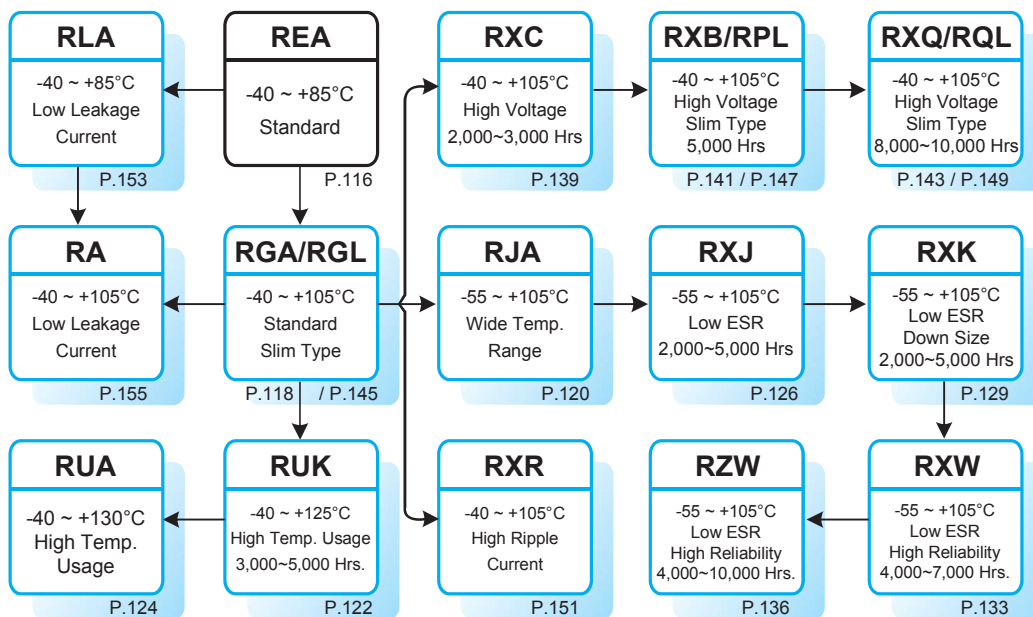 RLA
-40 ~ +85°C
Low Leakage
Current
P.153
REA
-40 ~ +85°C
Standard
P.116
RXC
-40 ~ +105°C
High Voltage
2,000~3,000 Hrs
P.139
RXB/RPL
-40 ~ +105°C
High Voltage
Slim Type
5,000 Hrs
P.141 / P.147
RXQ/RQL
-40 ~ +105°C
High Voltage
Slim Type
8,000~10,000 Hrs
P.143 / P.149
RA
-40 ~ +105°C
Low Leakage
Current
P.155
RGA/RGL
-40 ~ +105°C
Standard
Slim Type
P.118 / P.145
RJA
-55 ~ +105°C
Wide Temp.
Range
P.120
RXJ
-55 ~ +105°C
Low ESR
2,000~5,000 Hrs
P.126
RXK
-55 ~ +105°C
Low ESR
Down Size
2,000~5,000 Hrs
P.129
RUA
-40 ~ +130°C
High Temp.
Usage
P.124
RUK
-40 ~ +125°C
High Temp. Usage
3,000~5,000 Hrs.
P.122
RXR
-40 ~ +105°C
High Ripple
Current
P.151
RZW
-55 ~ +105°C
Low ESR
High Reliability
4,000~10,000 Hrs.
P.136
RXW
-55 ~ +105°C
Low ESR
High Reliability
4,000~7,000 Hrs.
P.133